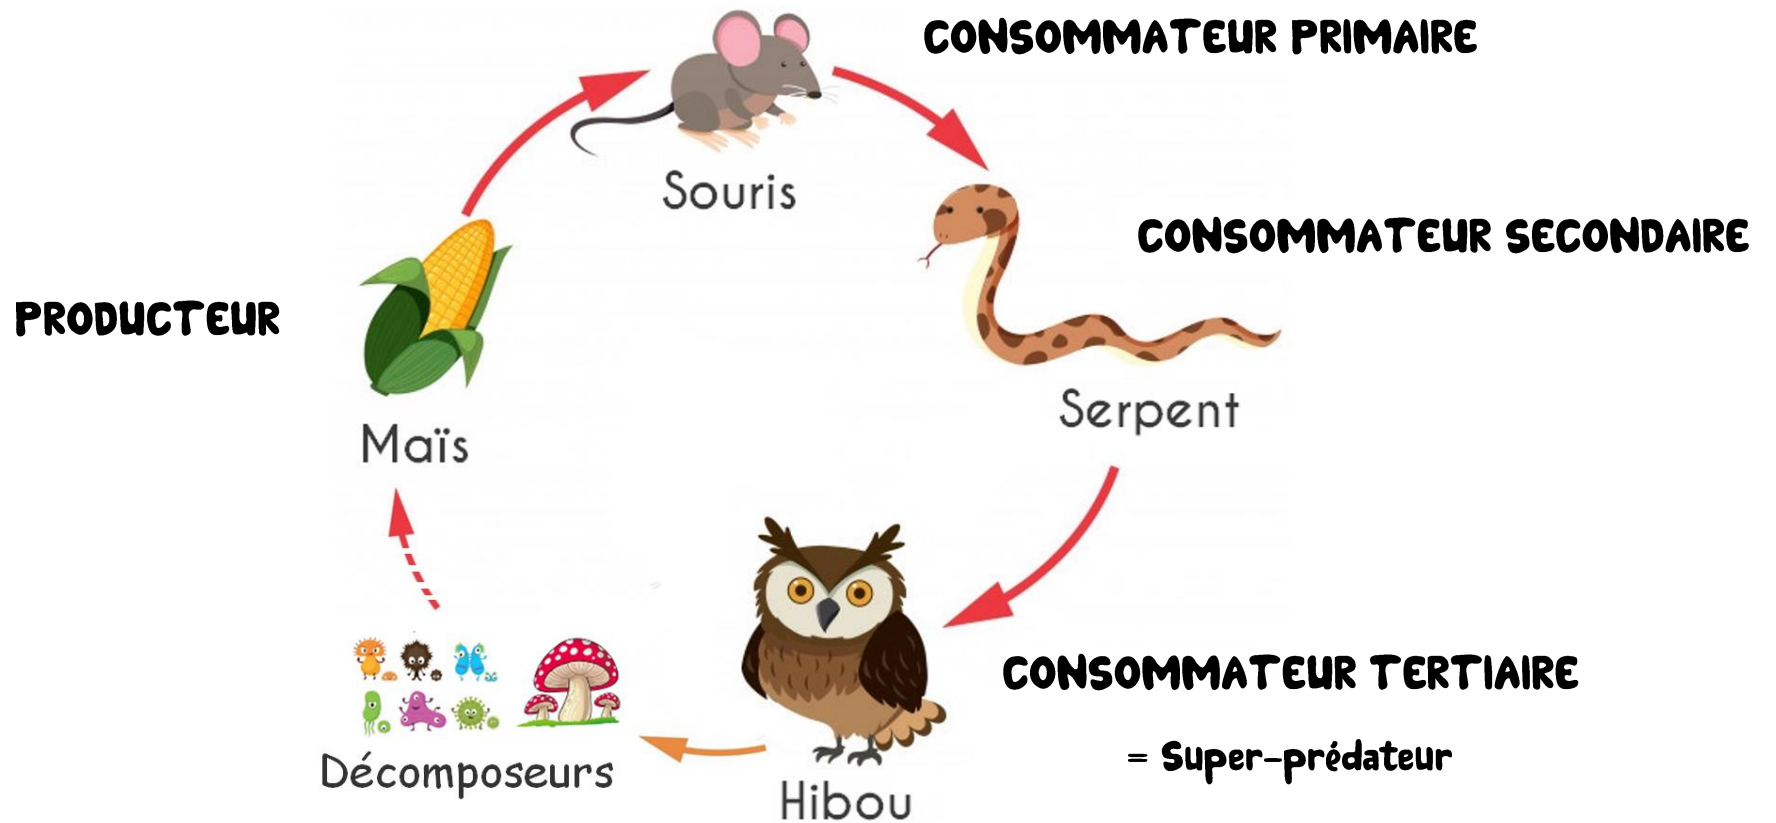 CONSOMMATEUR PRIMAIRE
Souris
CONSOMMATEUR SECONDAIRE
PRODUCTEUR
Serpent
Maïs
CONSOMMATEUR TERTIAIRE
= Super-prédateur
Décomposeurs
Hibou